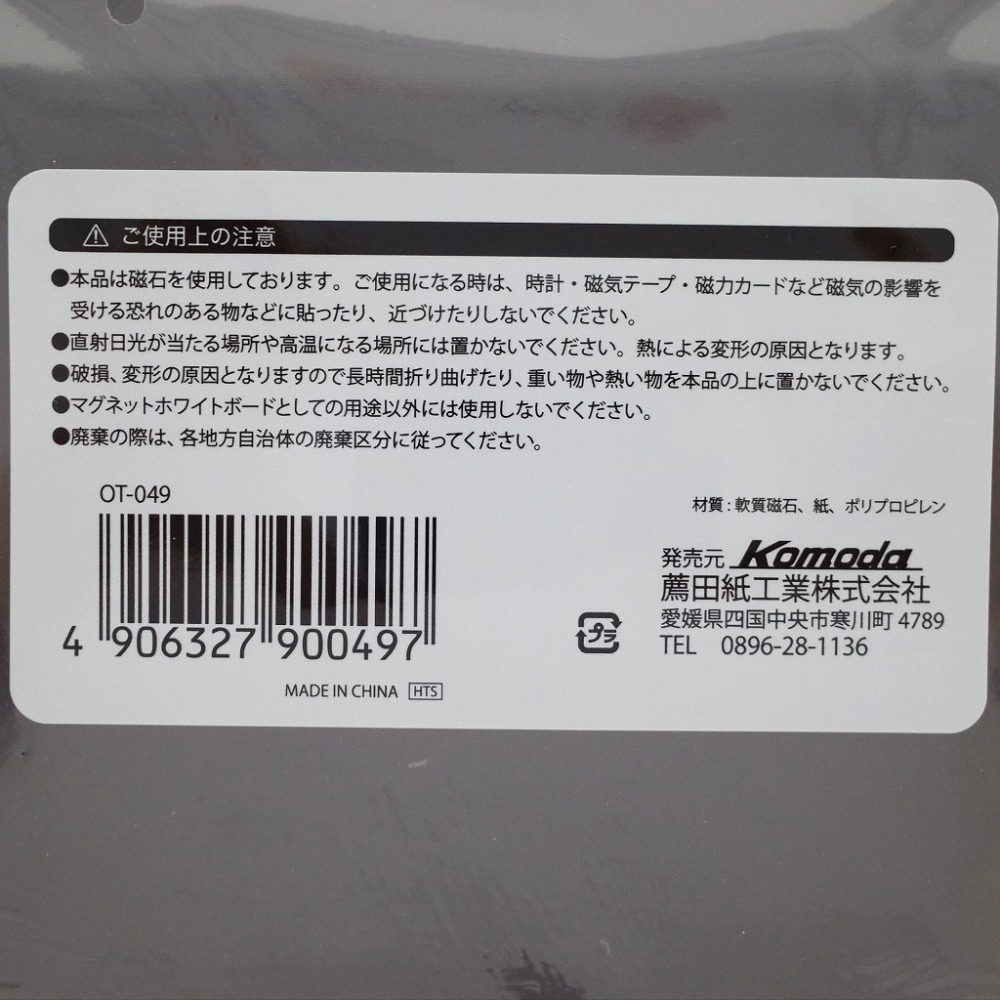 ⚠ ご使用上の注意
●本品は磁石を使用しております。ご使用になる時は、時計・磁気テープ・磁力カードなど磁気の影響を
受ける恐れのある物などに貼ったり、近づけたりしないでください。
●直射日光が当たる場所や高温になる場所には置かないでください。熱による変形の原因となります。
●破損、変形の原因となりますので長時間折り曲げたり、重い物や熱い物を本品の上に置かないでください。
●マグネットホワイトボードとしての用途以外には使用しないでください。
●廃棄の際は、各地方自治体の廃棄区分に従ってください。
OT-049
4 906327 900497
MADE IN CHINA HTS
材質：軟質磁石、紙、ポリプロピレン
プラ
発売元 Komoda
薦田紙工業株式会社
愛媛県四国中央市寒川町 4789
TEL 0896-28-1136